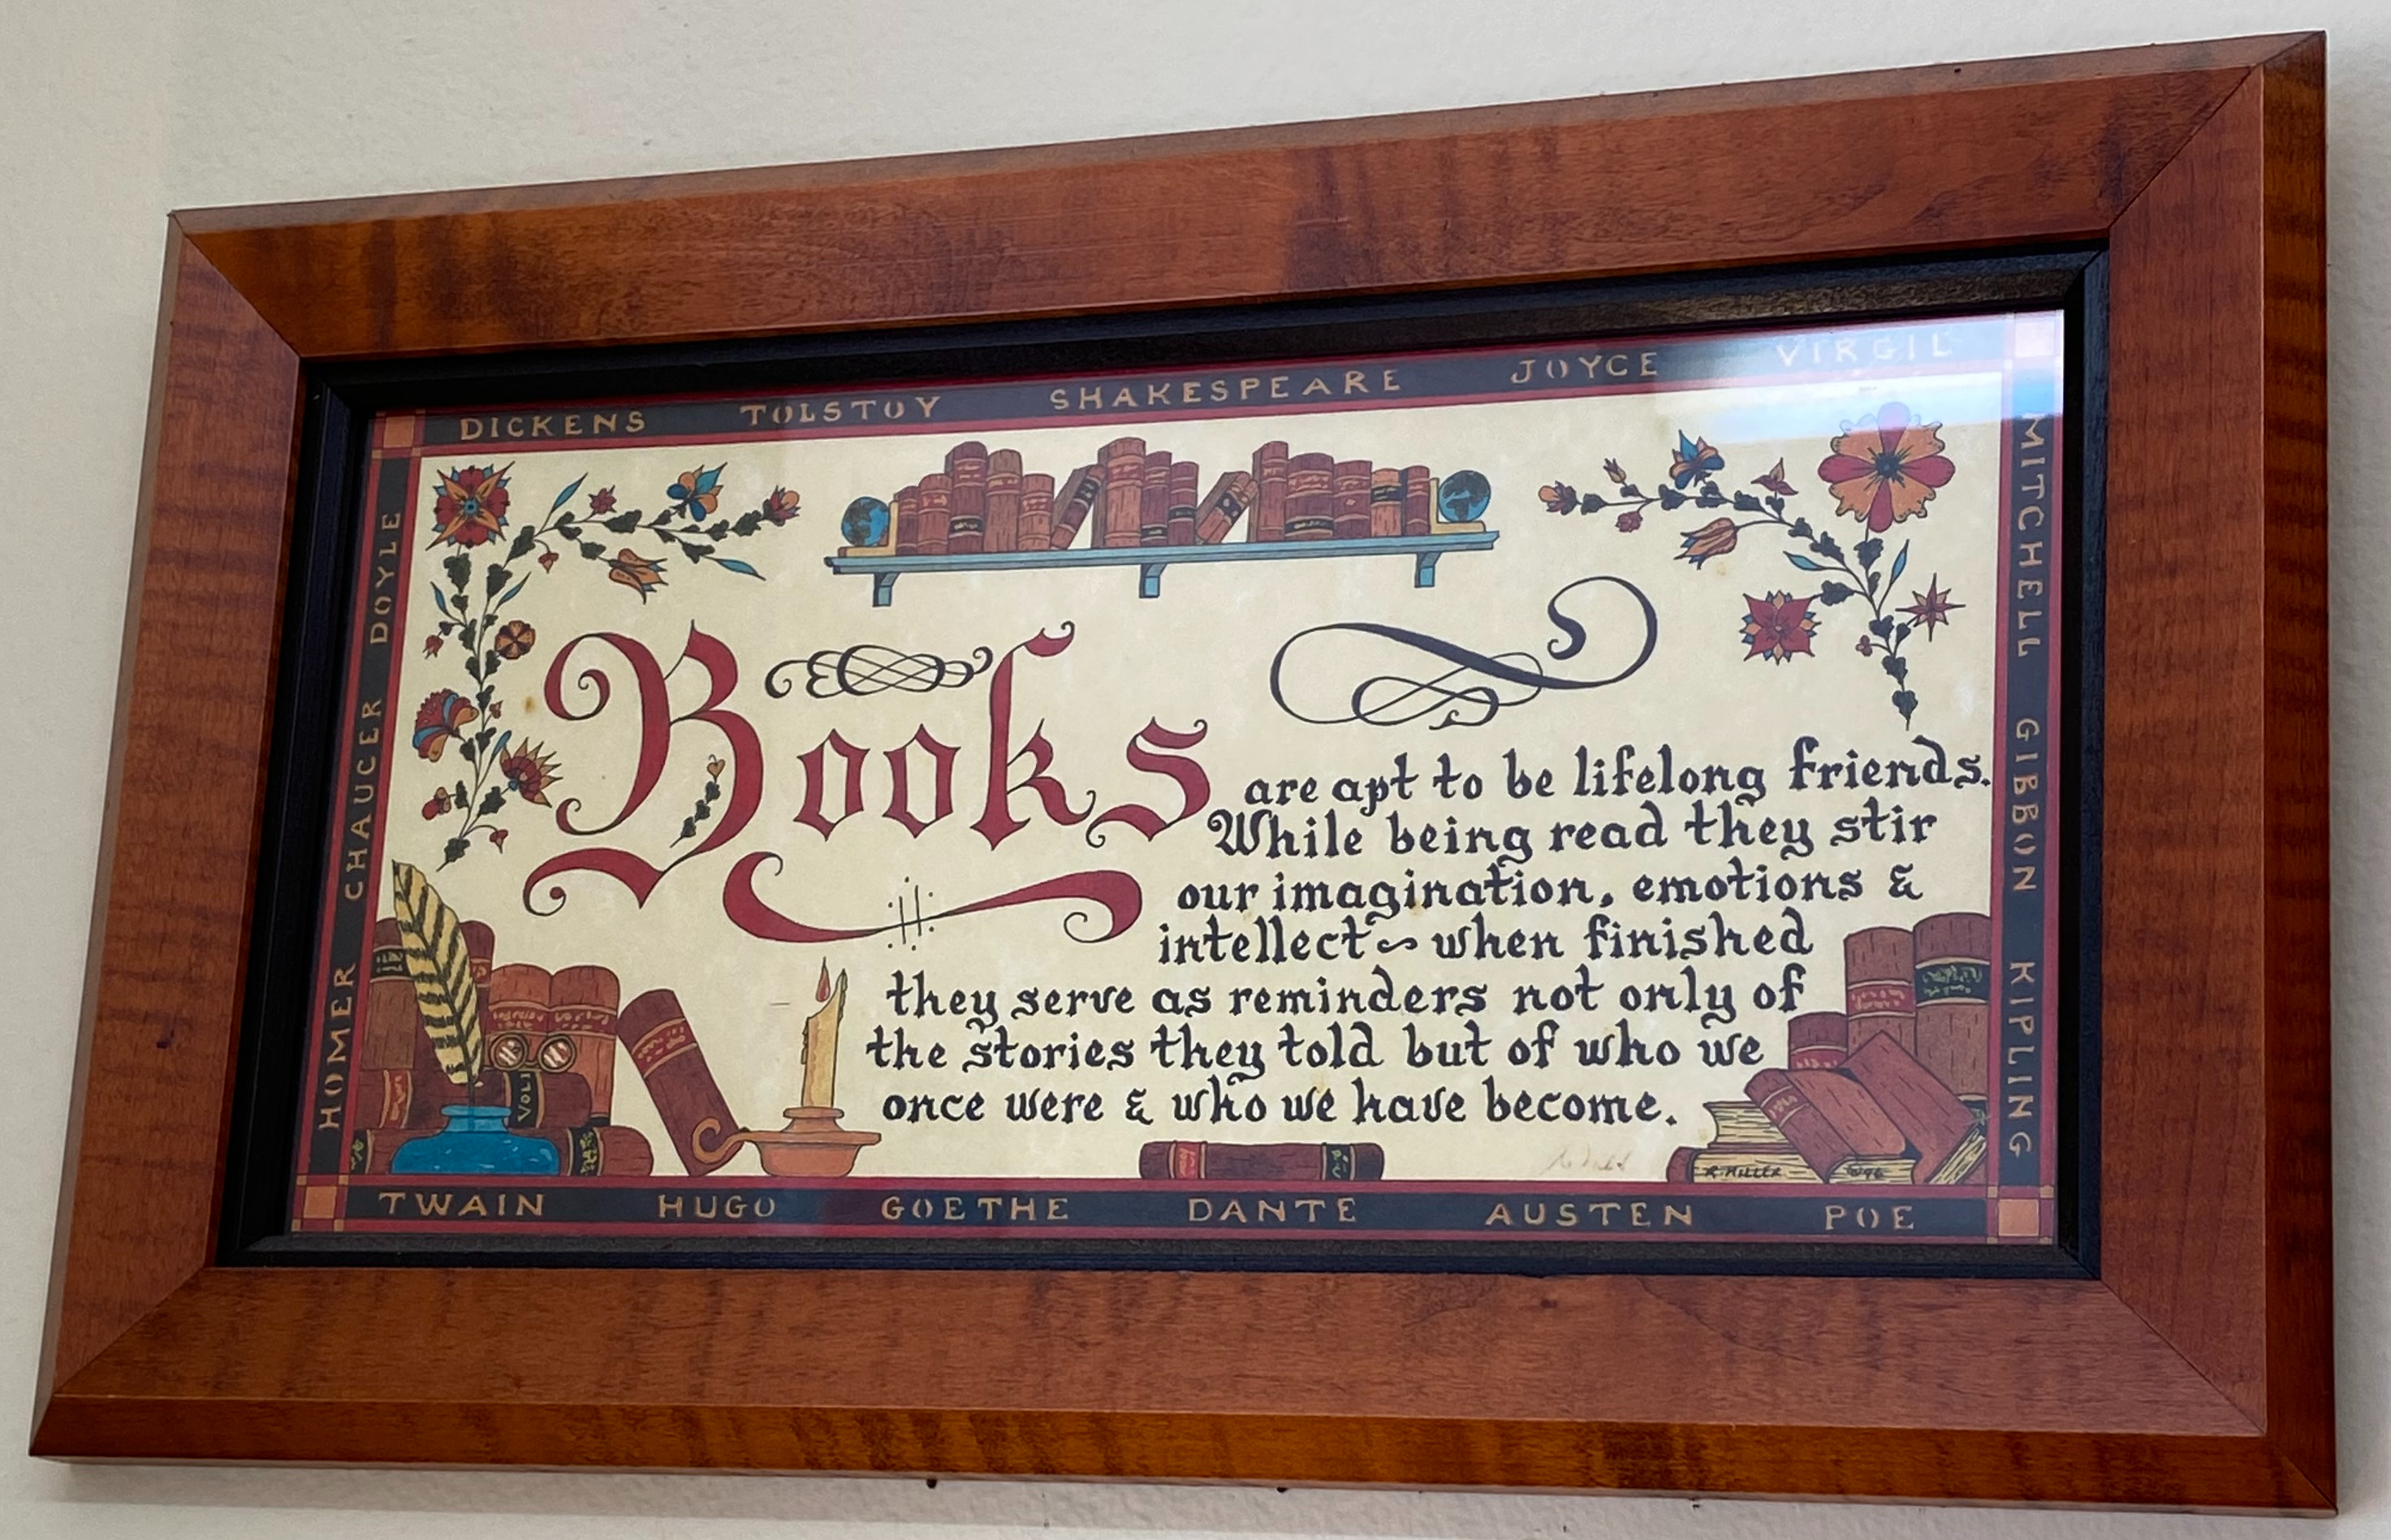 DICKENS TOLSTOY SHAKESPEARE JOYCE VIRGIL
HOMER CHAUCER DOYLE
MITCHELL GIBBON KIPLING
Books
are apt to be lifelong friends.
While being read they stir
our imagination, emotions &
intellect ~ when finished
they serve as reminders not only of
the stories they told but of who we
once were & who we have become.
VOL I
R. MILLER
TWAIN HUGO GOETHE DANTE AUSTEN POE